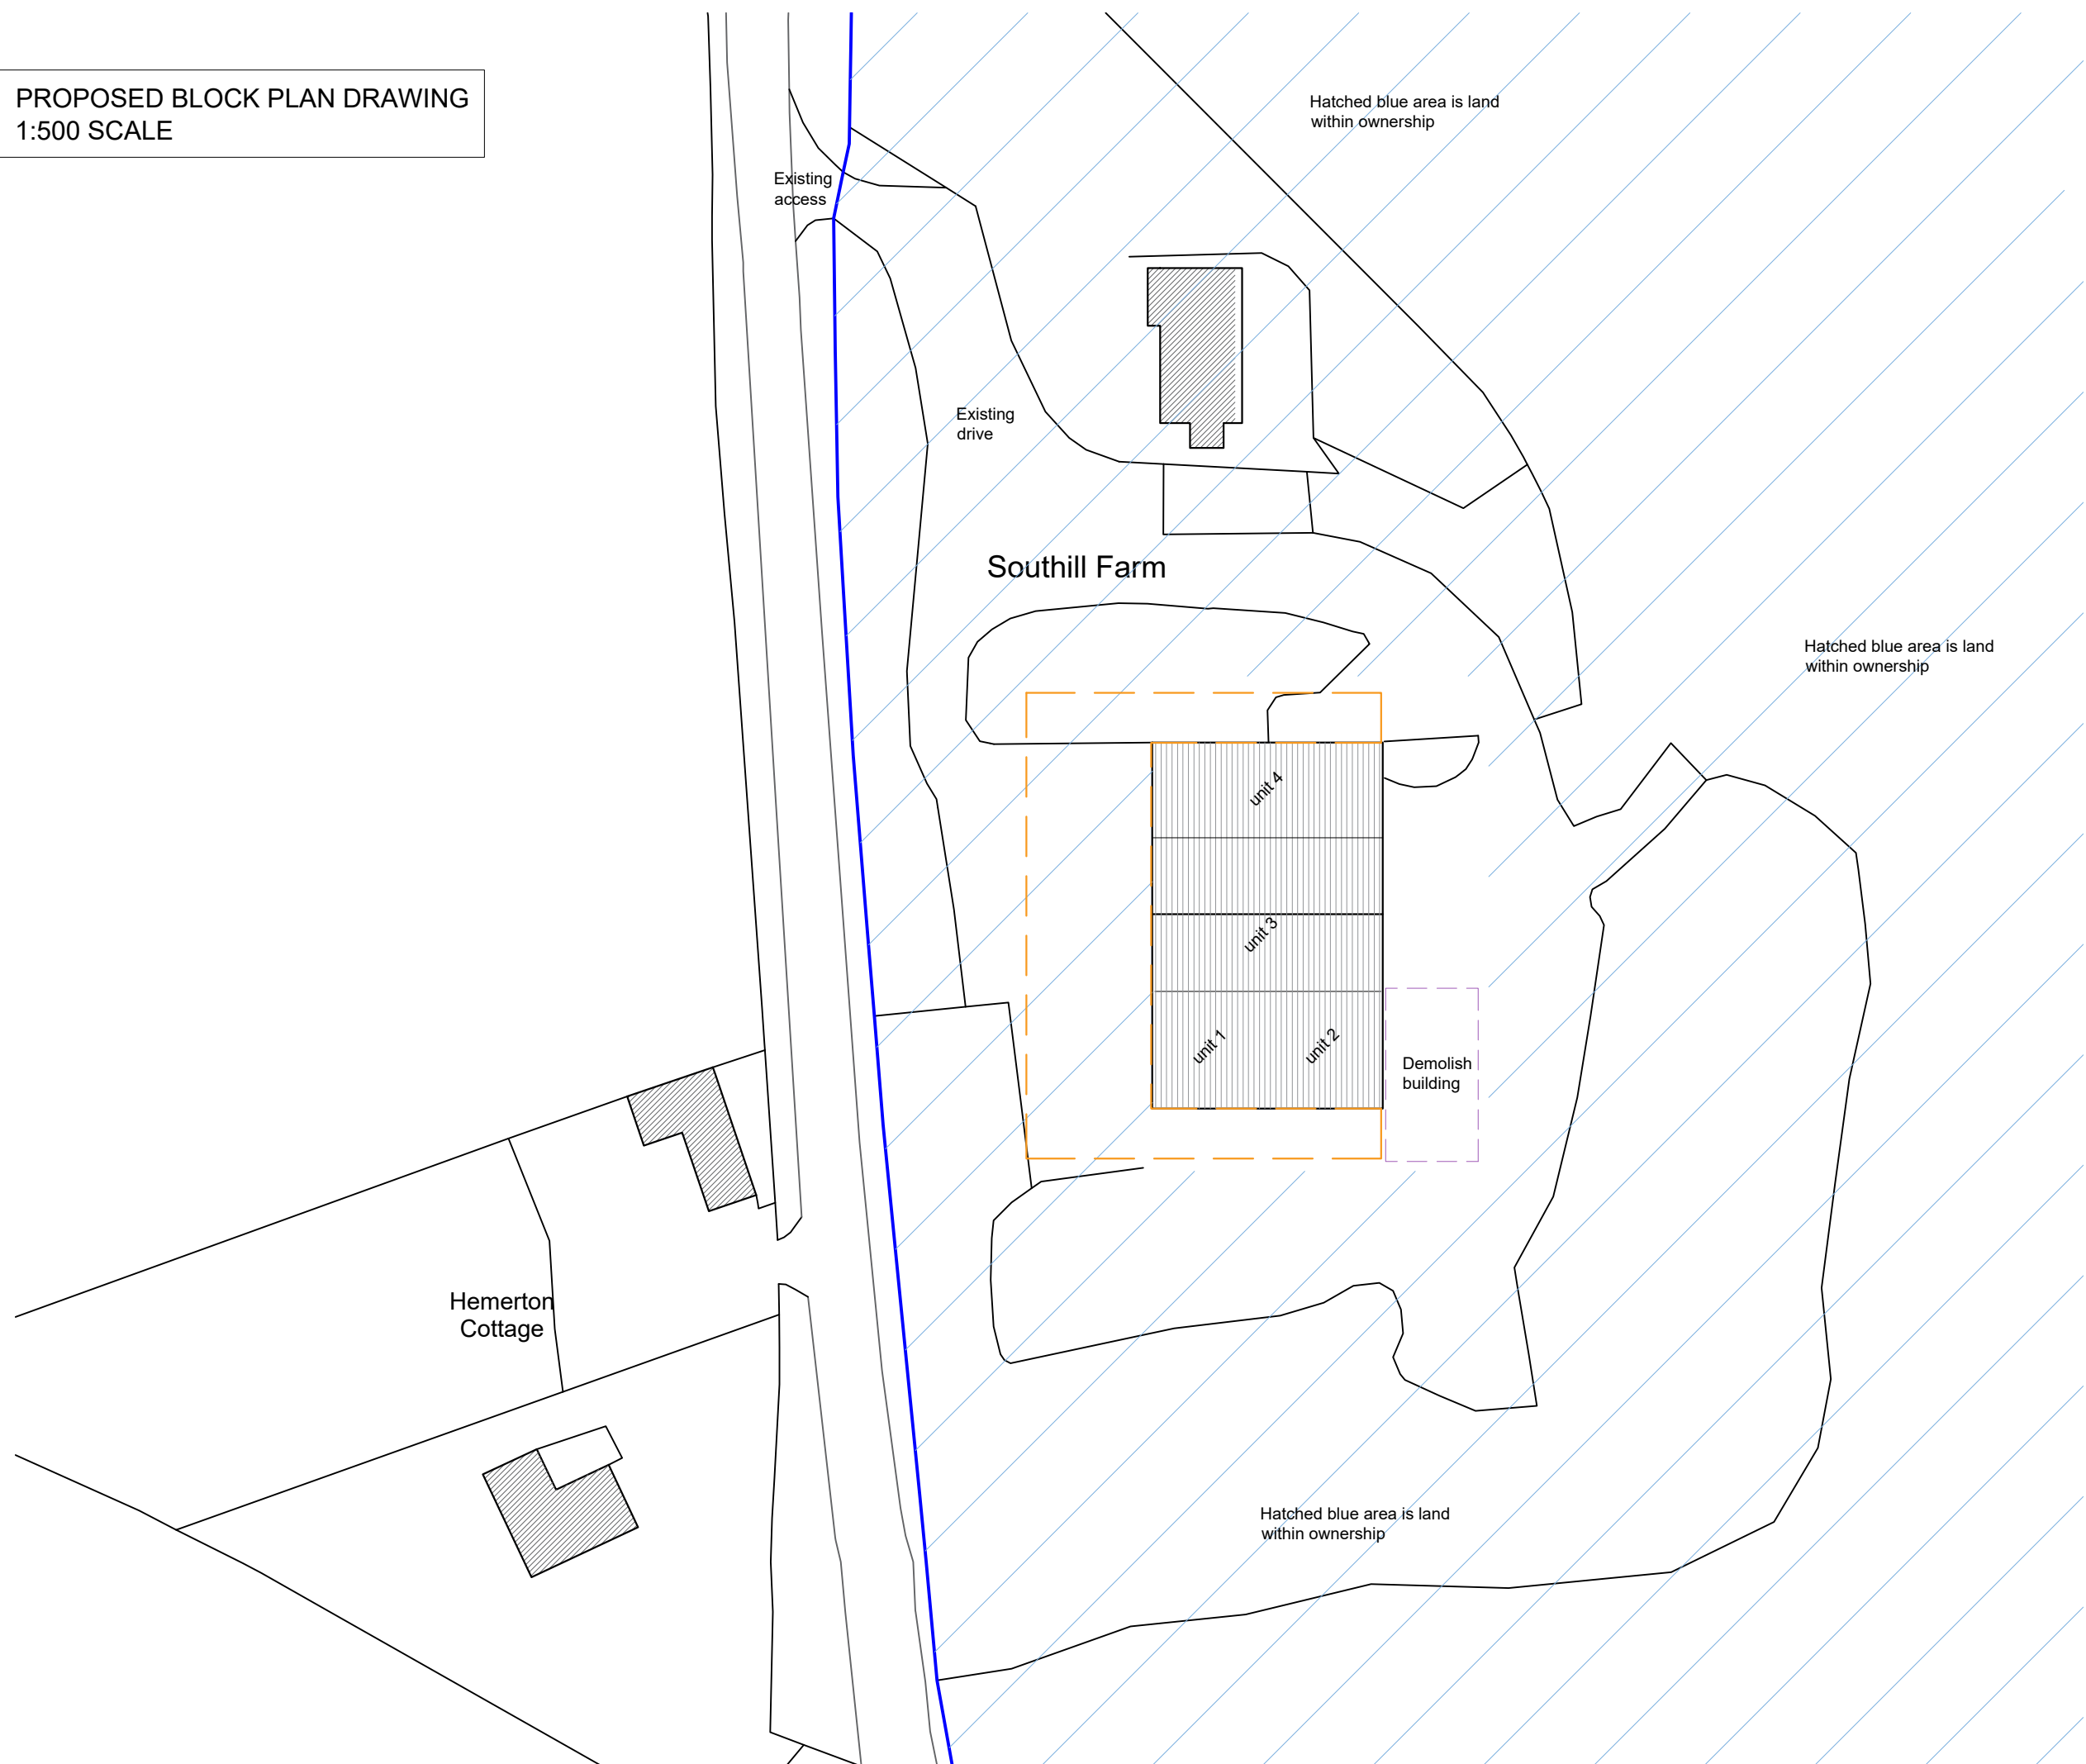 PROPOSED BLOCK PLAN DRAWING
1:500 SCALE
Hatched blue area is land
within ownership
Existing
access
Existing
drive
Southill Farm
Hatched blue area is land
within ownership
unit 4
unit 3
unit 1
unit 2
Demolish
building
Hemerton
Cottage
Hatched blue area is land
within ownership